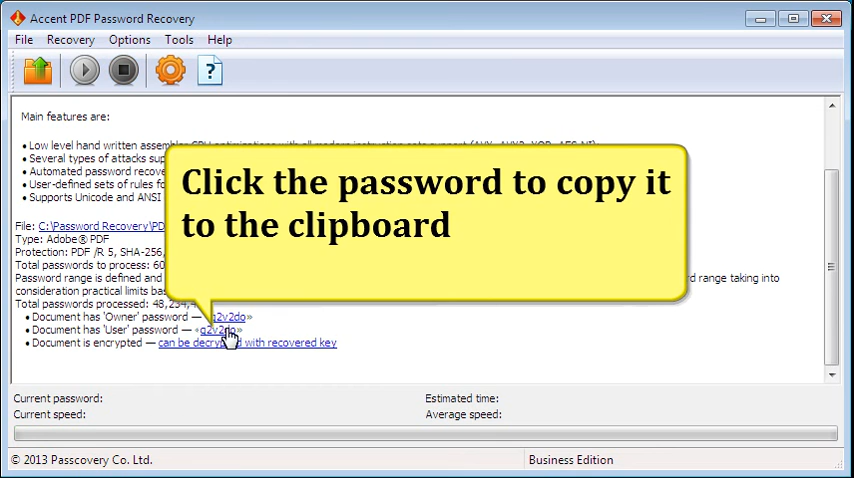 Accent PDF Password Recovery
File Recovery Options Tools Help
Main features are:
• Low level hand written assembler CPU optimizations with all modern instruction sets support (AVX, AVX2, XOP, AES-NI)
• Several types of attacks sup
• Automated password recove
• User-defined sets of rules fo
• Supports Unicode and ANSI
Click the password to copy it
to the clipboard
File: C:\Password Recovery\PD
Type: Adobe® PDF
Protection: PDF /R 5, SHA-256,
Total passwords to process: 60
Password range is defined and rd range taking into
consideration practical limits bas
Total passwords processed: 48,234,4
• Document has 'Owner' password — q2v2do»
• Document has 'User' password — «q2v2do»
• Document is encrypted — can be decrypted with recovered key
Current password: Estimated time:
Current speed: Average speed:
© 2013 Passcovery Co. Ltd. Business Edition